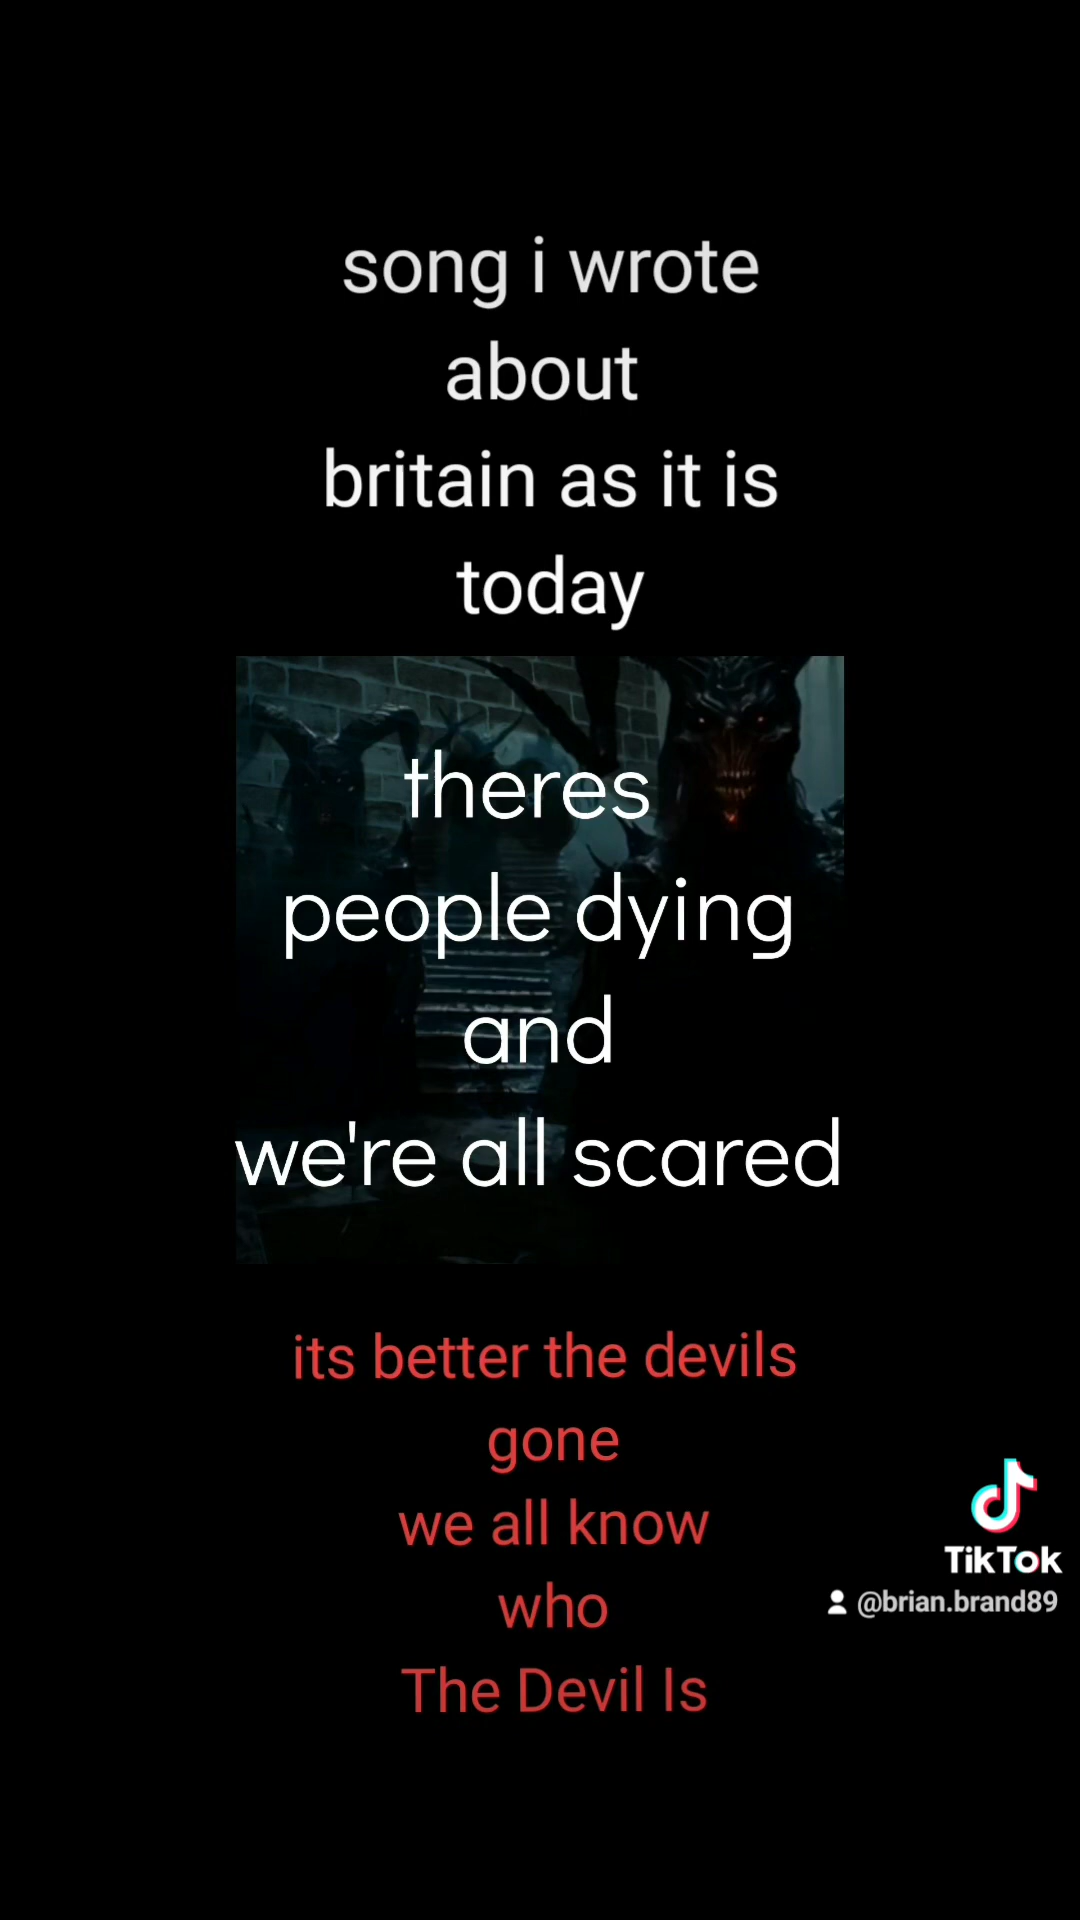 song i wrote
about
britain as it is
today
theres
people dying
and
we're all scared
its better the devils
gone
we all know
who
The Devil Is
TikTok
@brian.brand89